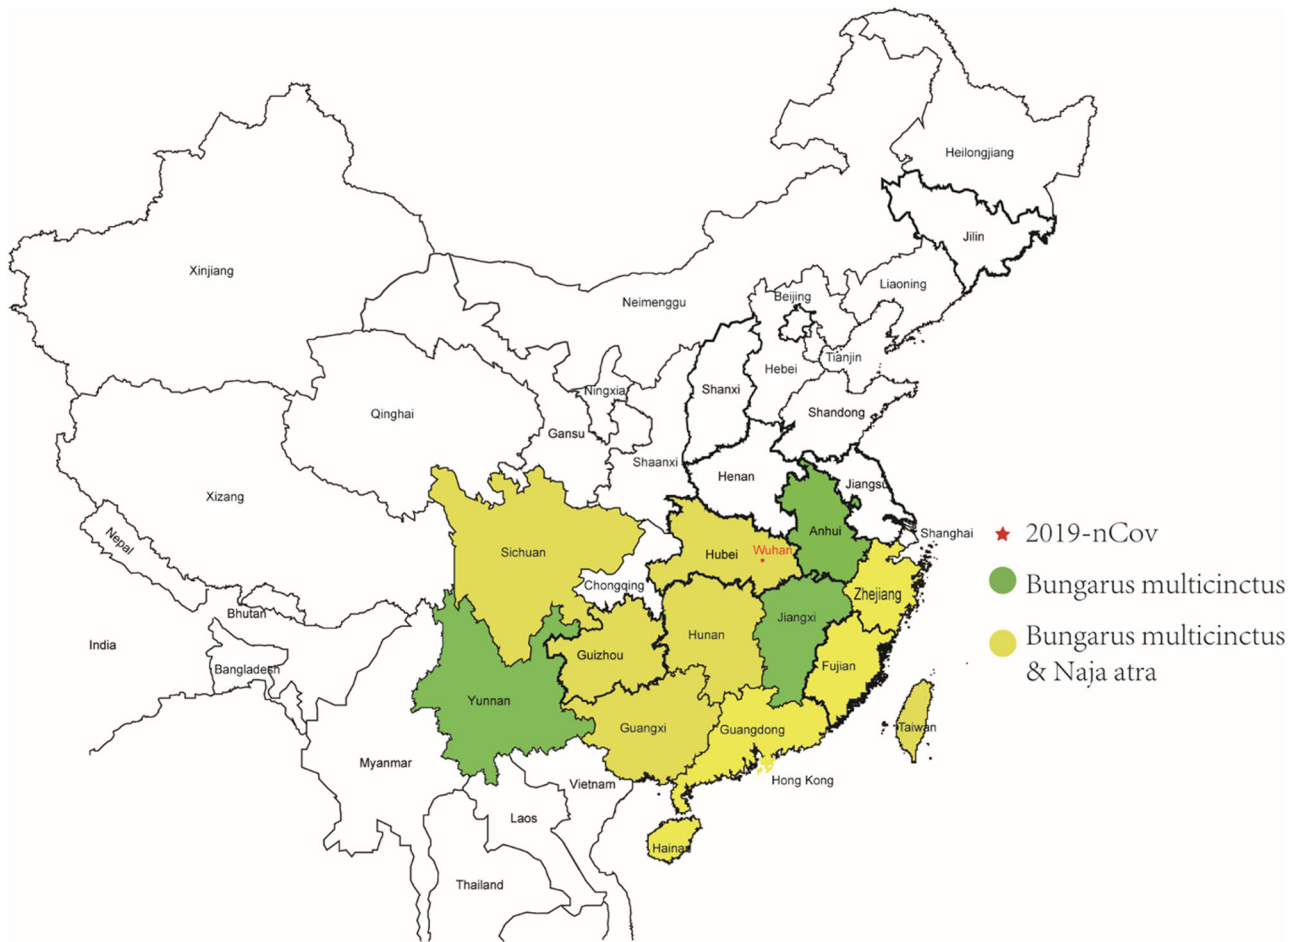 Heilongjiang
Jilin
Xinjiang
Liaoning
Neimenggu
Beijing
Tianjin
Hebei
Shanxi
Ningxia
Shandong
Qinghai
Gansu
Shaanxi
Henan
Jiangsu
Xizang
Anhui
Shanghai
Nepal
Sichuan
Hubei
Wuhan
Chongqing
Zhejiang
Bhutan
Jiangxi
Hunan
India
Guizhou
Fujian
Bangladesh
Yunnan
Guangxi
Guangdong
Taiwan
Myanmar
Vietnam
Hong Kong
Laos
Hainan
Thailand
2019-nCov
Bungarus multicinctus
Bungarus multicinctus
& Naja atra